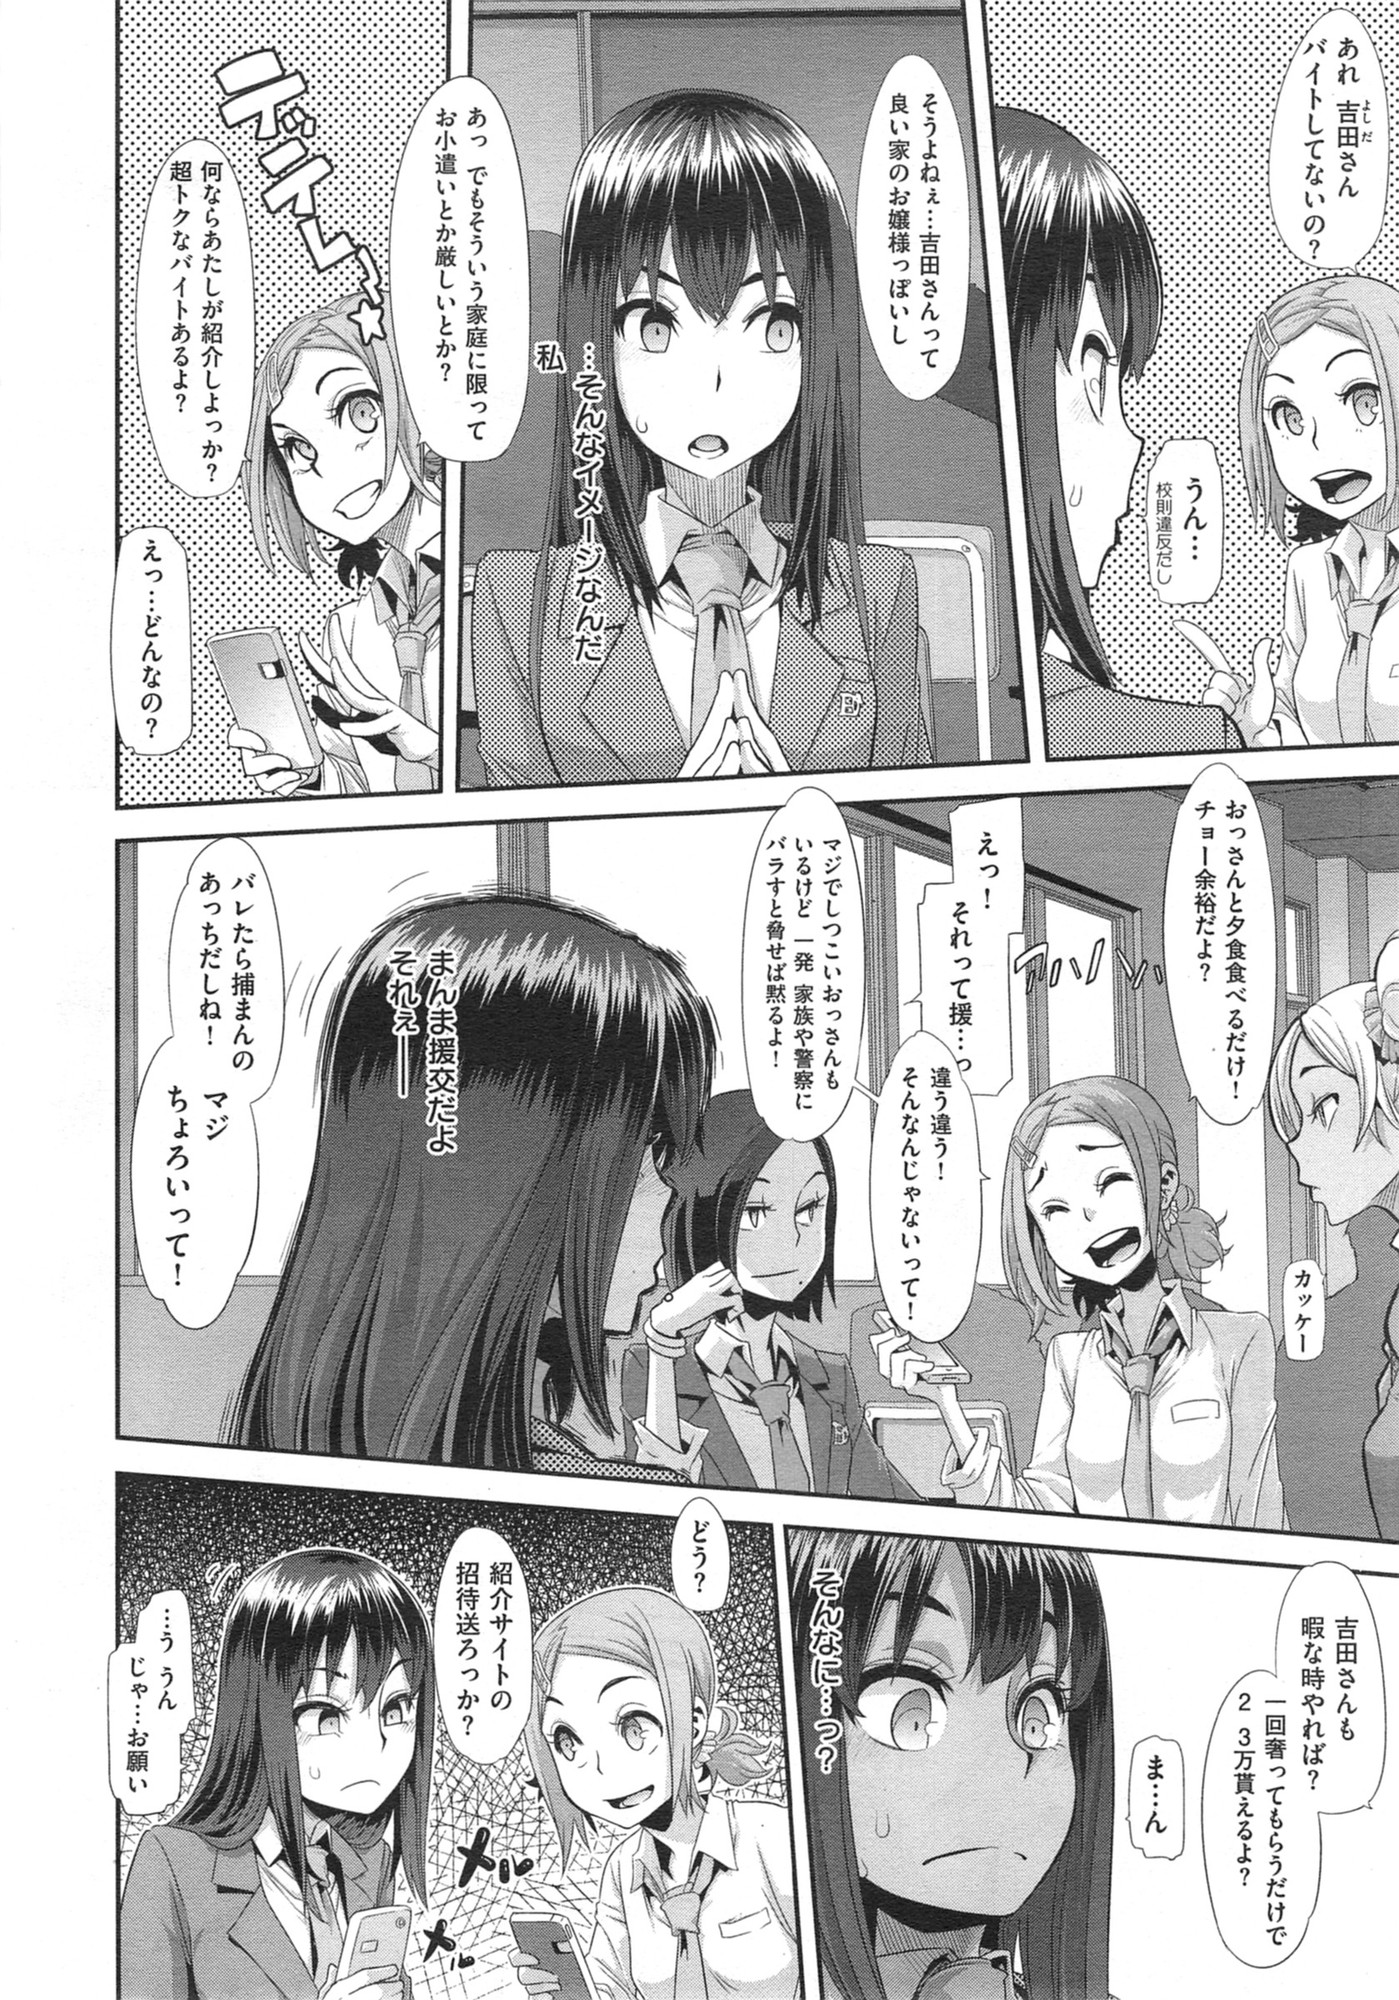 あれ 吉田さん
よしだ
バイトしてないの？
うん…
校則違反だし
そうよねぇ…吉田さんって
良い家のお嬢様っぽいし
あっ でもそういう家庭に限って
お小遣いとか厳しいとか？
…そんなイメージなんだ
私
デッデレッ☆
何ならあたしが紹介しよっか？
超トクなバイトあるよ？
えっ…どんなの？
おっさんと夕食食べるだけ！
チョー余裕だよ？
えっ！
それって援…っ
ハハハッ
違う違う！
そんなんじゃないって！
カッケー
マジでしつこいおっさんも
いるけど 一発 家族や警察に
バラすと脅せば黙るよ！
まんま援交だよ
それぇ――
バレたら捕まんの
あっちだしね！
マジ
ちょろいって！
吉田さんも
暇な時やれば？
一回奢ってもらうだけで
2 3万貰えるよ？
ま…ん
そんなに…っ？
どう？
紹介サイトの
招待送ろっか？
…う うん
じゃ…お願い
メル
メル